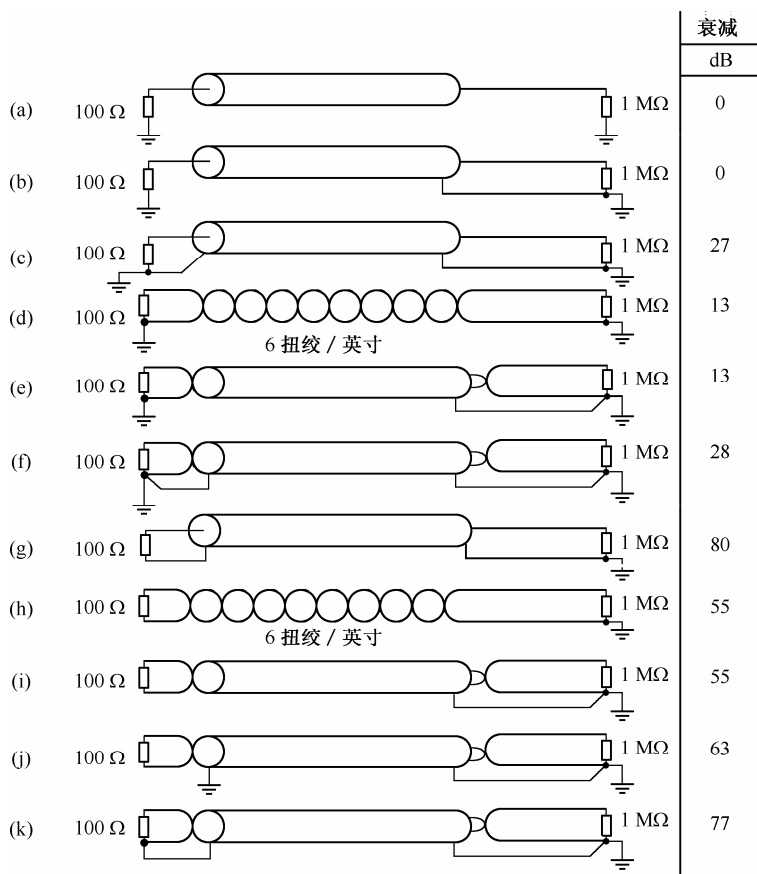 衰减
dB
(a) 100 Ω 1 MΩ 0
(b) 100 Ω 1 MΩ 0
(c) 100 Ω 1 MΩ 27
(d) 100 Ω 1 MΩ 13
6 扭绞 / 英寸
(e) 100 Ω 1 MΩ 13
(f) 100 Ω 1 MΩ 28
(g) 100 Ω 1 MΩ 80
(h) 100 Ω 1 MΩ 55
6 扭绞 / 英寸
(i) 100 Ω 1 MΩ 55
(j) 100 Ω 1 MΩ 63
(k) 100 Ω 1 MΩ 77